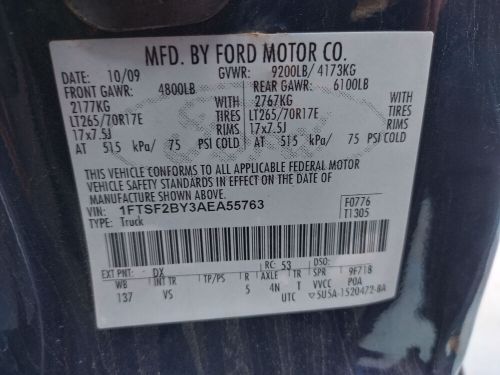 MFD. BY FORD MOTOR CO.
DATE: 10/09 GVWR: 9200LB/ 4173KG
FRONT GAWR: 4800LB REAR GAWR: 6100LB
2177KG WITH 2767KG WITH
LT265/70R17E TIRES LT265/70R17E TIRES
17x7.5J RIMS 17x7.5J RIMS
AT 515 kPa/ 75 PSI COLD AT 515 kPa/ 75 PSI COLD
THIS VEHICLE CONFORMS TO ALL APPLICABLE FEDERAL MOTOR
VEHICLE SAFETY STANDARDS IN EFFECT ON THE DATE OF
MANUFACTURE SHOWN ABOVE.
VIN: 1FTSF2BY3AEA55763 F0776
TYPE: Truck T1305
EXT PNT: DX RC: 53 DSO:
WB INT TR TP/PS R AXLE TR SPR 9F718
137 VS 5 4N T VVCC POA
UTC 5U5A-1520472-BA